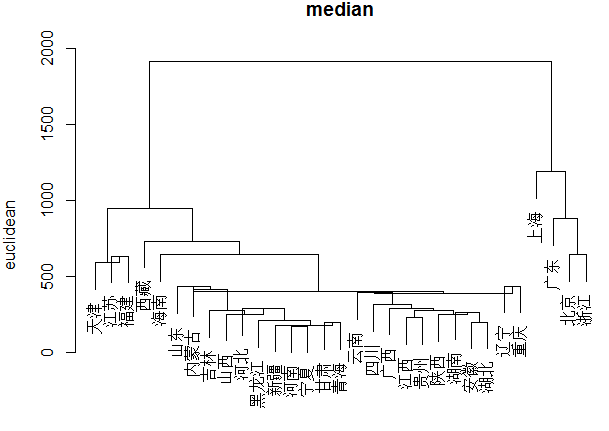 median
euclidean
2000
1500
1000
500
0
天津
江苏
福建
西藏
海南
山东
内蒙古
吉林
山西
河北
黑龙江
新疆
河南
宁夏
甘肃
青海
云南
四川
广西
江西
贵州
陕西
湖南
安徽
湖北
辽宁
重庆
上海
广东
北京
浙江